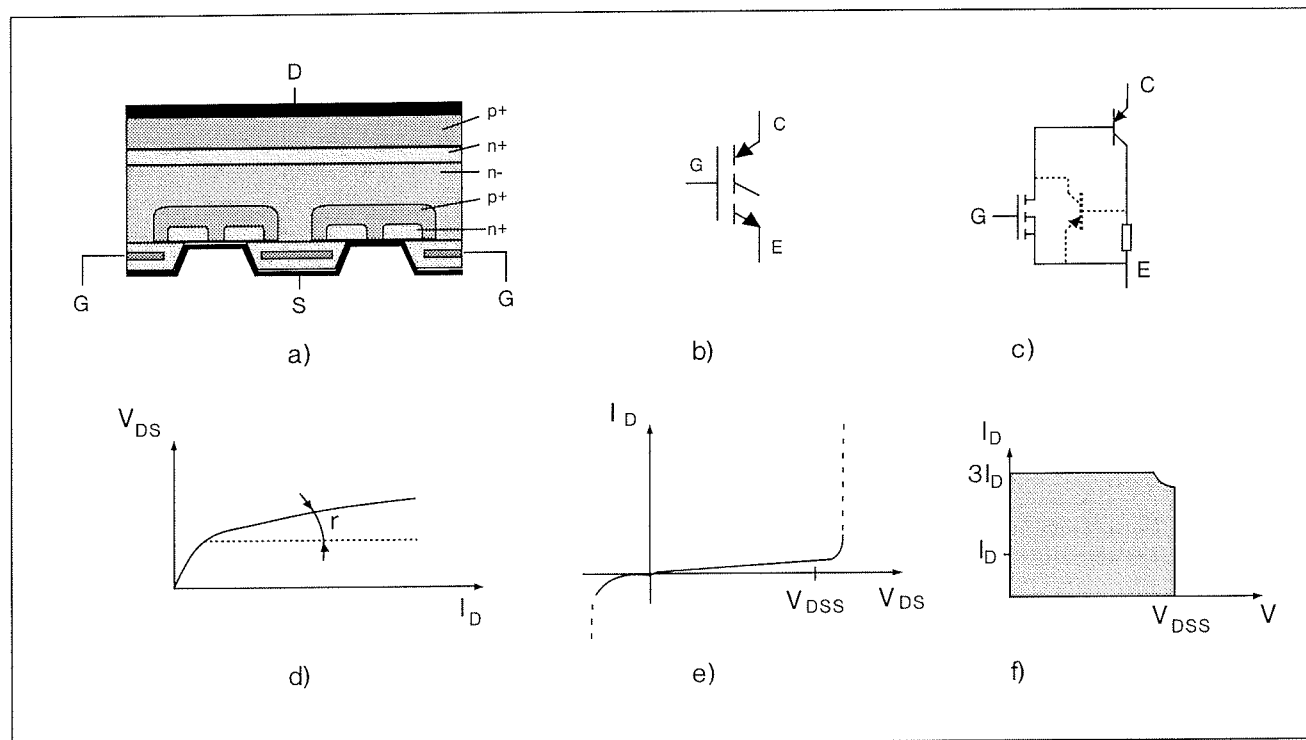 D
p+
n+
n-
p+
n+
G
S
G
a)
C
G
E
b)
C
G
E
c)
V DS
r
I D
d)
I D
V DSS
V DS
e)
I D
3I D
I D
V DSS
V
f)